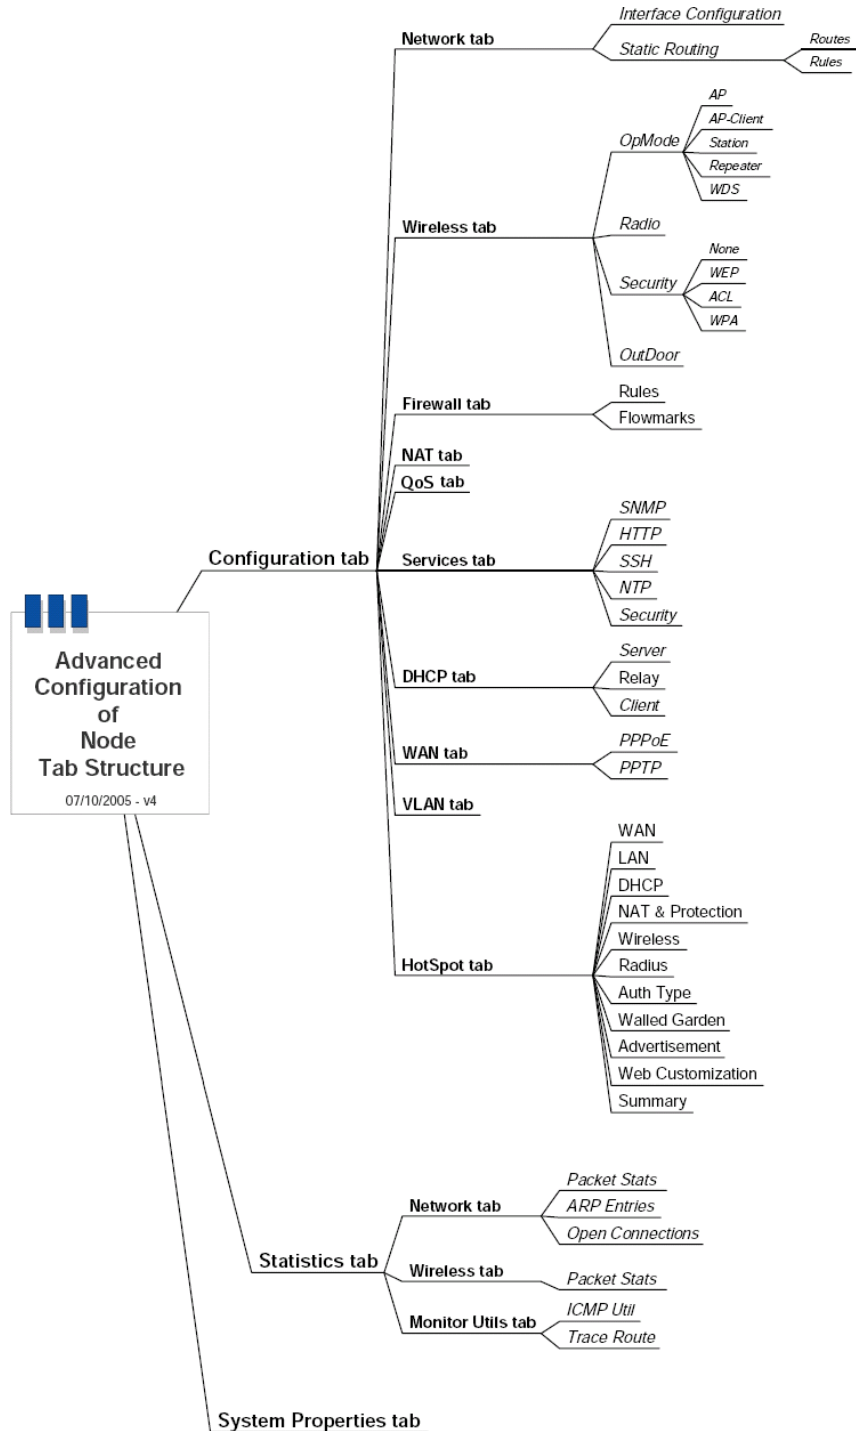 Advanced
Configuration
of
Node
Tab Structure
07/10/2005 - v4
Configuration tab
Network tab
Interface Configuration
Static Routing
Routes
Rules
Wireless tab
OpMode
AP
AP-Client
Station
Repeater
WDS
Radio
Security
None
WEP
ACL
WPA
OutDoor
Firewall tab
Rules
Flowmarks
NAT tab
QoS tab
Services tab
SNMP
HTTP
SSH
NTP
Security
DHCP tab
Server
Relay
Client
WAN tab
PPPoE
PPTP
VLAN tab
HotSpot tab
WAN
LAN
DHCP
NAT & Protection
Wireless
Radius
Auth Type
Walled Garden
Advertisement
Web Customization
Summary
Statistics tab
Network tab
Packet Stats
ARP Entries
Open Connections
Wireless tab
Packet Stats
Monitor Utils tab
ICMP Util
Trace Route
System Properties tab